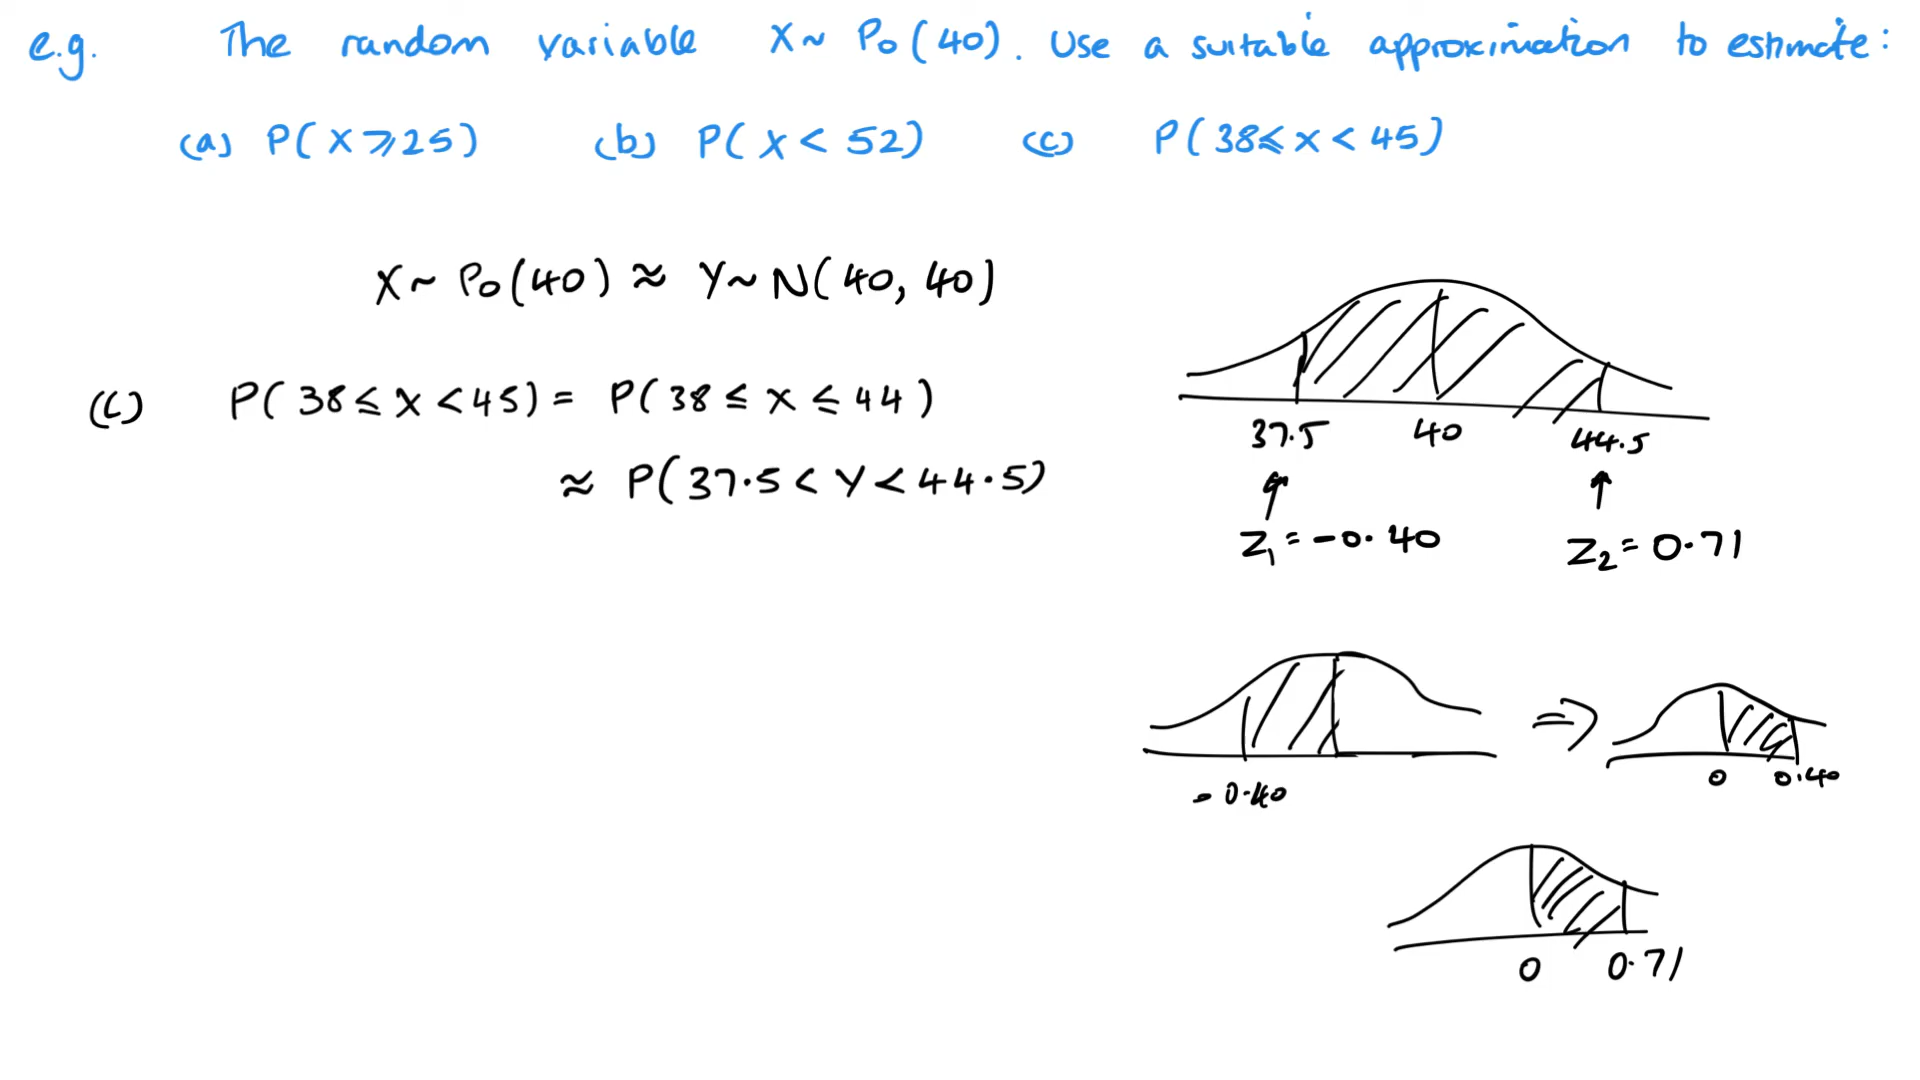 e.g. The random variable X ~ Po(40). Use a suitable approximation to estimate:
(a) P(X ⩾ 25) (b) P(X < 52) (c) P(38 ⩽ X < 45)
X ~ Po(40) ≈ Y ~ N(40, 40)
(c) P(38 ≤ X < 45) = P(38 ≤ X ≤ 44)
≈ P(37.5 < Y < 44.5)
37.5 40 44.5
↑ ↑
Z₁ = -0.40 Z₂ = 0.71
⇒
-0.40 0 0.40
0 0.71